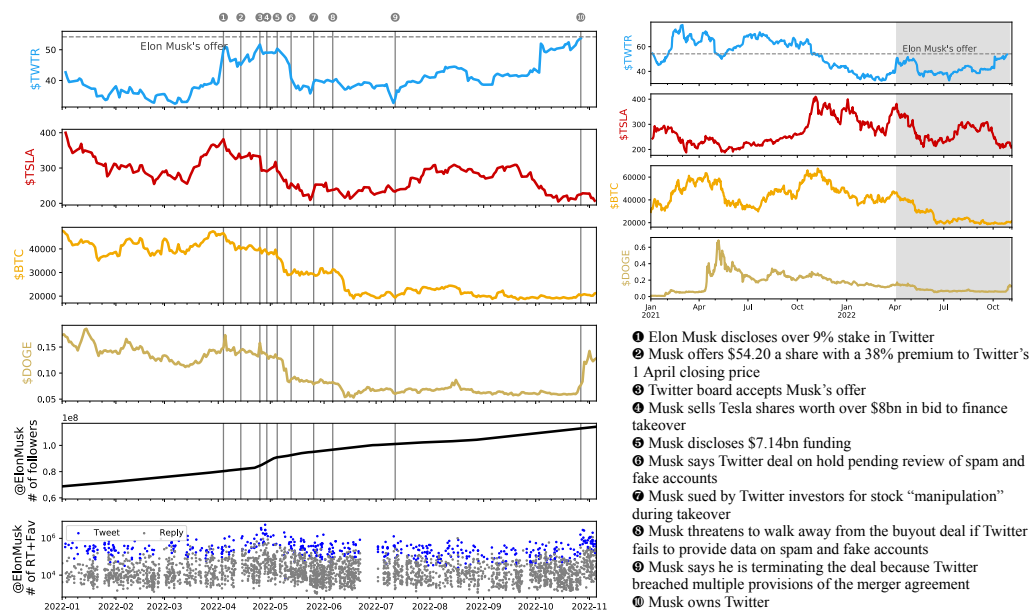 ❶ ❷ ❸ ❹ ❺ ❻ ❼ ❽ ❾ ❿
$TWTR
50
40
Elon Musk's offer
$TSLA
400
300
200
$BTC
40000
30000
20000
$DOGE
0,15
0,10
0,05
1e8
@ElonMusk
# of followers
1.0
0.8
0.6
@ElonMusk
# of RT+Fav
10⁶
10⁴
Tweet Reply
2022-01 2022-02 2022-03 2022-04 2022-05 2022-06 2022-07 2022-08 2022-09 2022-10 2022-11
$TWTR
60
40
Elon Musk's offer
$TSLA
400
300
200
$BTC
60000
40000
20000
$DOGE
0.6
0.4
0.2
0.0
Jan Apr Jul Oct Jan Apr Jul Oct
2021 2022
❶ Elon Musk discloses over 9% stake in Twitter
❷ Musk offers $54.20 a share with a 38% premium to Twitter’s
1 April closing price
❸ Twitter board accepts Musk’s offer
❹ Musk sells Tesla shares worth over $8bn in bid to finance
takeover
❺ Musk discloses $7.14bn funding
❻ Musk says Twitter deal on hold pending review of spam and
fake accounts
❼ Musk sued by Twitter investors for stock “manipulation”
during takeover
❽ Musk threatens to walk away from the buyout deal if Twitter
fails to provide data on spam and fake accounts
❾ Musk says he is terminating the deal because Twitter
breached multiple provisions of the merger agreement
❿ Musk owns Twitter